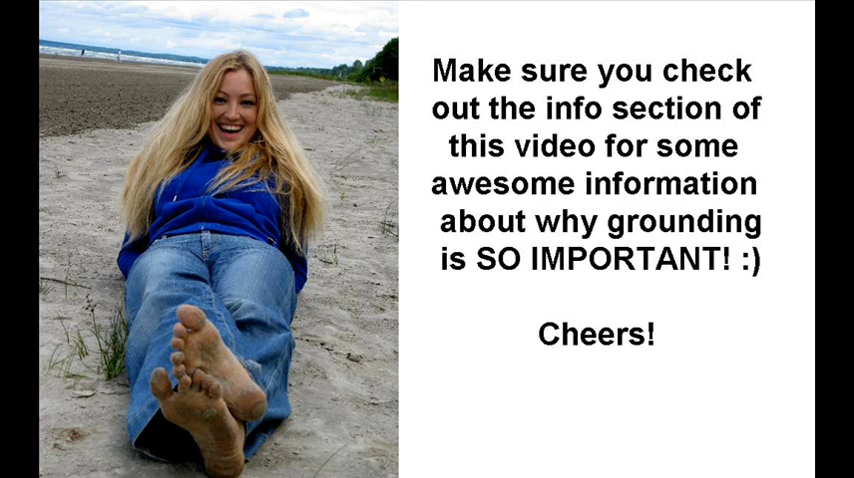 Make sure you check
out the info section of
this video for some
awesome information
about why grounding
is SO IMPORTANT! :)
Cheers!